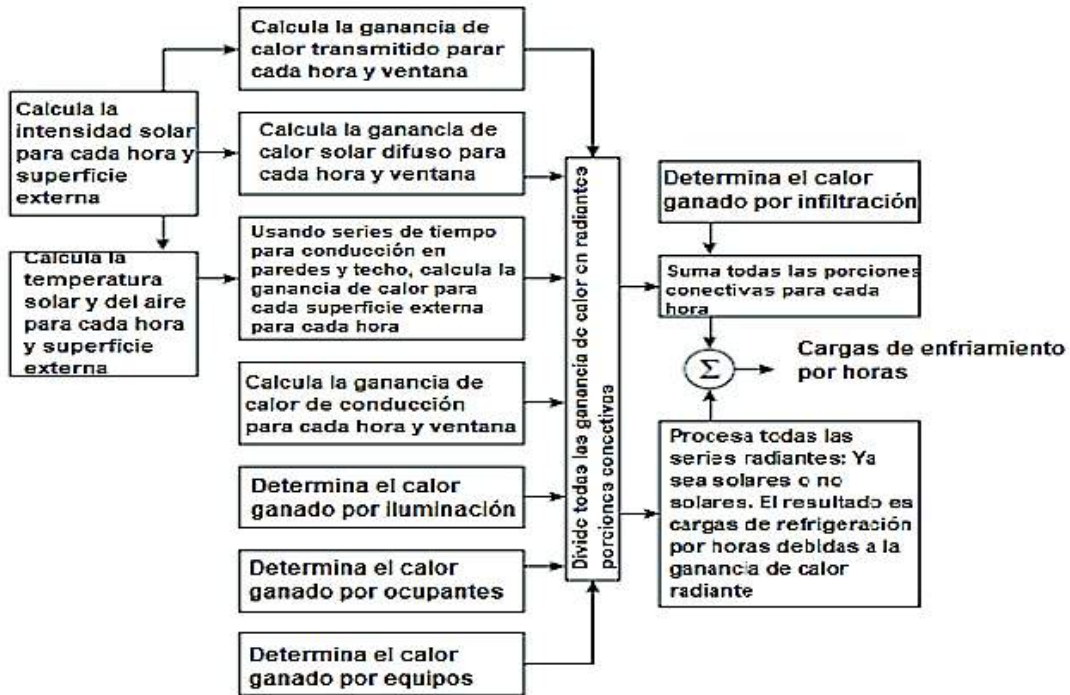 Calcula la ganancia de
calor transmitido parar
cada hora y ventana
Calcula la
intensidad solar
para cada hora y
superficie
externa
Calcula la ganancia de
calor solar difuso para
cada hora y ventana
Calcula la
temperatura
solar y del aire
para cada hora
y superficie
externa
Usando series de tiempo
para conducción en
paredes y techo, calcula la
ganancia de calor para
cada superficie externa
para cada hora
Calcula la ganancia de
calor de conducción
para cada hora y ventana
Determina el calor
ganado por iluminación
Determina el calor
ganado por ocupantes
Determina el calor
ganado por equipos
Divide todas las ganancia de calor en radiantes
porciones conectivas
Determina el calor
ganado por infiltración
Suma todas las porciones
conectivas para cada
hora
Σ
Cargas de enfriamiento
por horas
Procesa todas las
series radiantes: Ya
sea solares o no
solares. El resultado es
cargas de refrigeración
por horas debidas a la
ganancia de calor
radiante